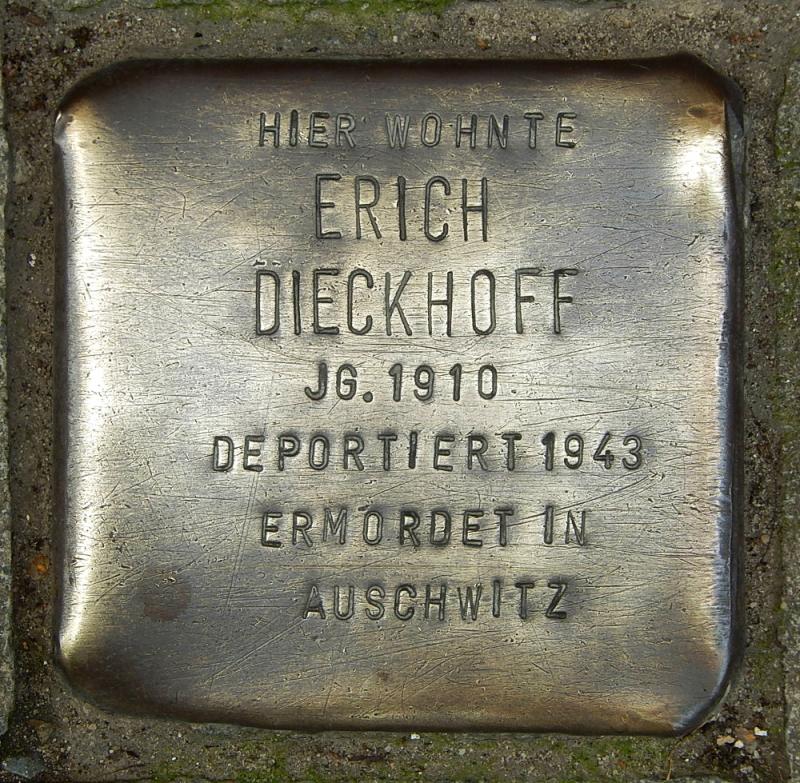 HIER WOHNTE
ERICH
DIECKHOFF
JG. 1910
DEPORTIERT 1943
ERMORDET IN
AUSCHWITZ